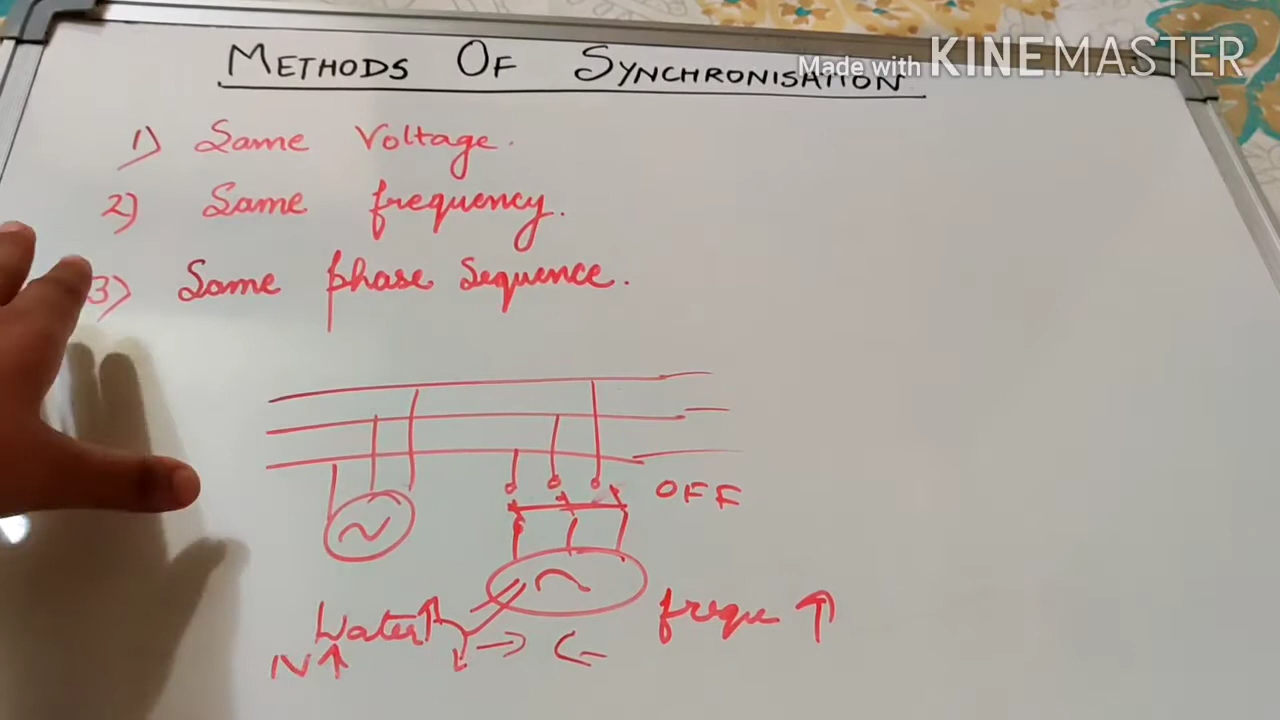 METHODS OF SYNCHRONISATION
Made with KINEMASTER
1) Same Voltage.
2) Same frequency.
3) Same phase sequence.
OFF
Water↑
N↑
freque ↑